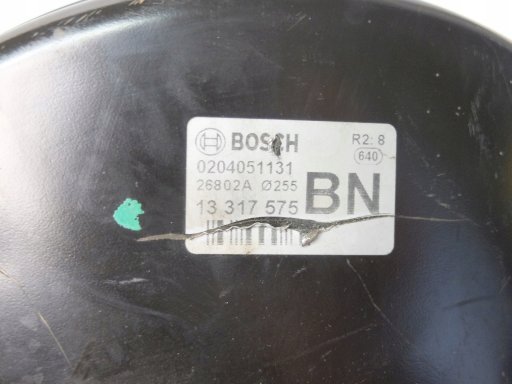 BOSCH R2: 8
640
0204051131
26802A Ø255
13 317 575 BN